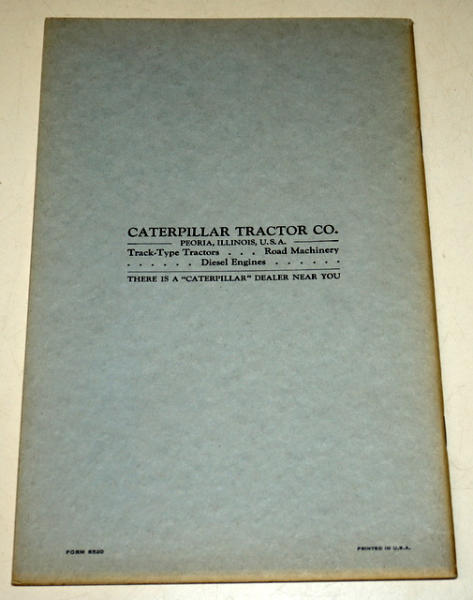 CATERPILLAR TRACTOR CO.
PEORIA, ILLINOIS, U.S.A.
Track-Type Tractors . . . Road Machinery
. . . . . . Diesel Engines . . . . . .
THERE IS A "CATERPILLAR" DEALER NEAR YOU
FORM PRINTED IN U.S.A.